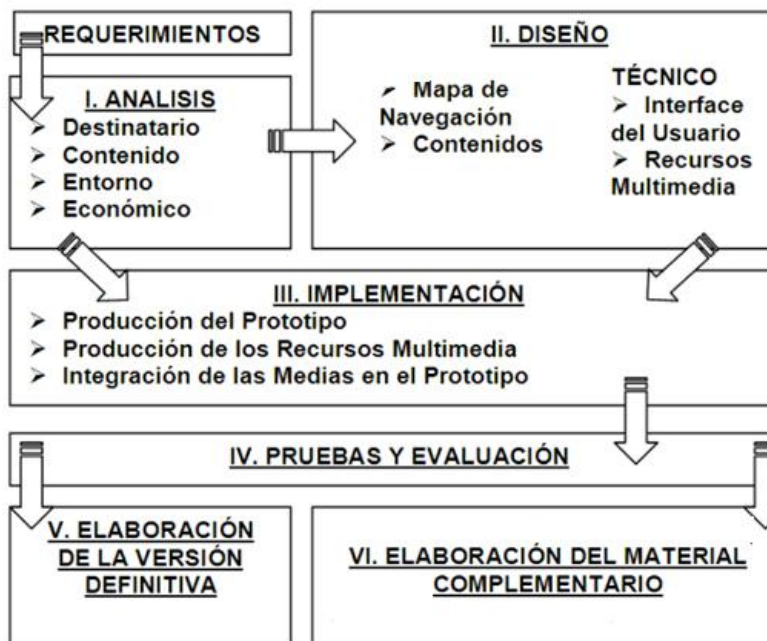 REQUERIMIENTOS
I. ANALISIS
➢ Destinatario
➢ Contenido
➢ Entorno
➢ Económico
II. DISEÑO
➢ Mapa de
Navegación
➢ Contenidos
TÉCNICO
➢ Interface
del Usuario
➢ Recursos
Multimedia
III. IMPLEMENTACIÓN
➢ Producción del Prototipo
➢ Producción de los Recursos Multimedia
➢ Integración de las Medias en el Prototipo
IV. PRUEBAS Y EVALUACIÓN
V. ELABORACIÓN
DE LA VERSIÓN
DEFINITIVA
VI. ELABORACIÓN DEL MATERIAL
COMPLEMENTARIO